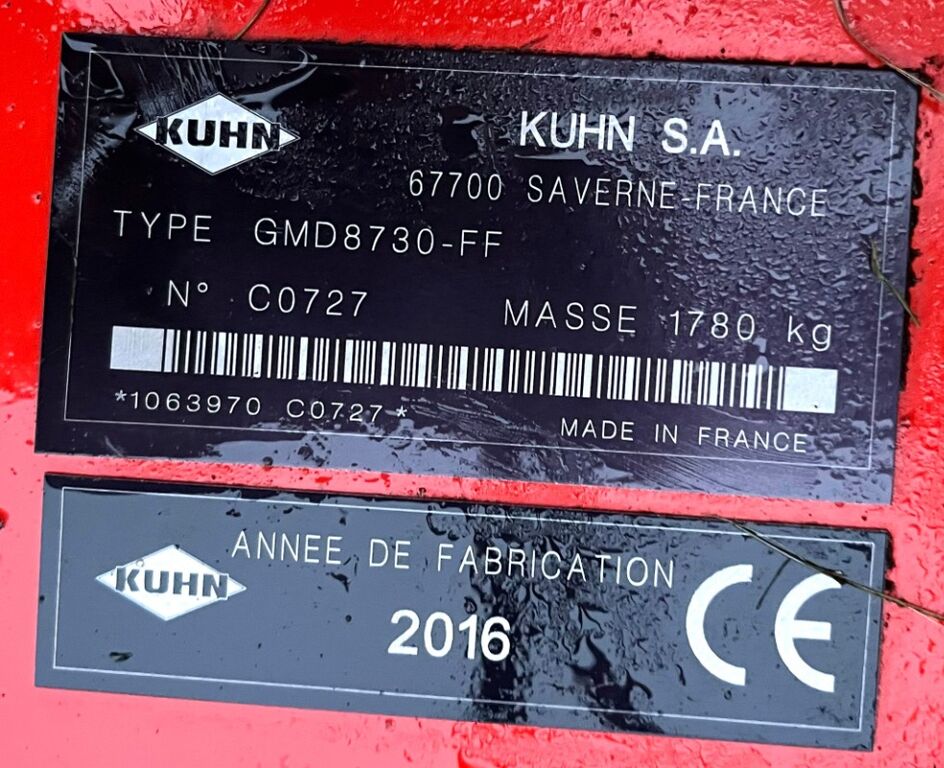 KUHN
KUHN S.A.
67700 SAVERNE-FRANCE
TYPE GMD8730-FF
N° C0727 MASSE 1780 kg
*1063970 C0727*
MADE IN FRANCE
KUHN
ANNEE DE FABRICATION
2016
CE